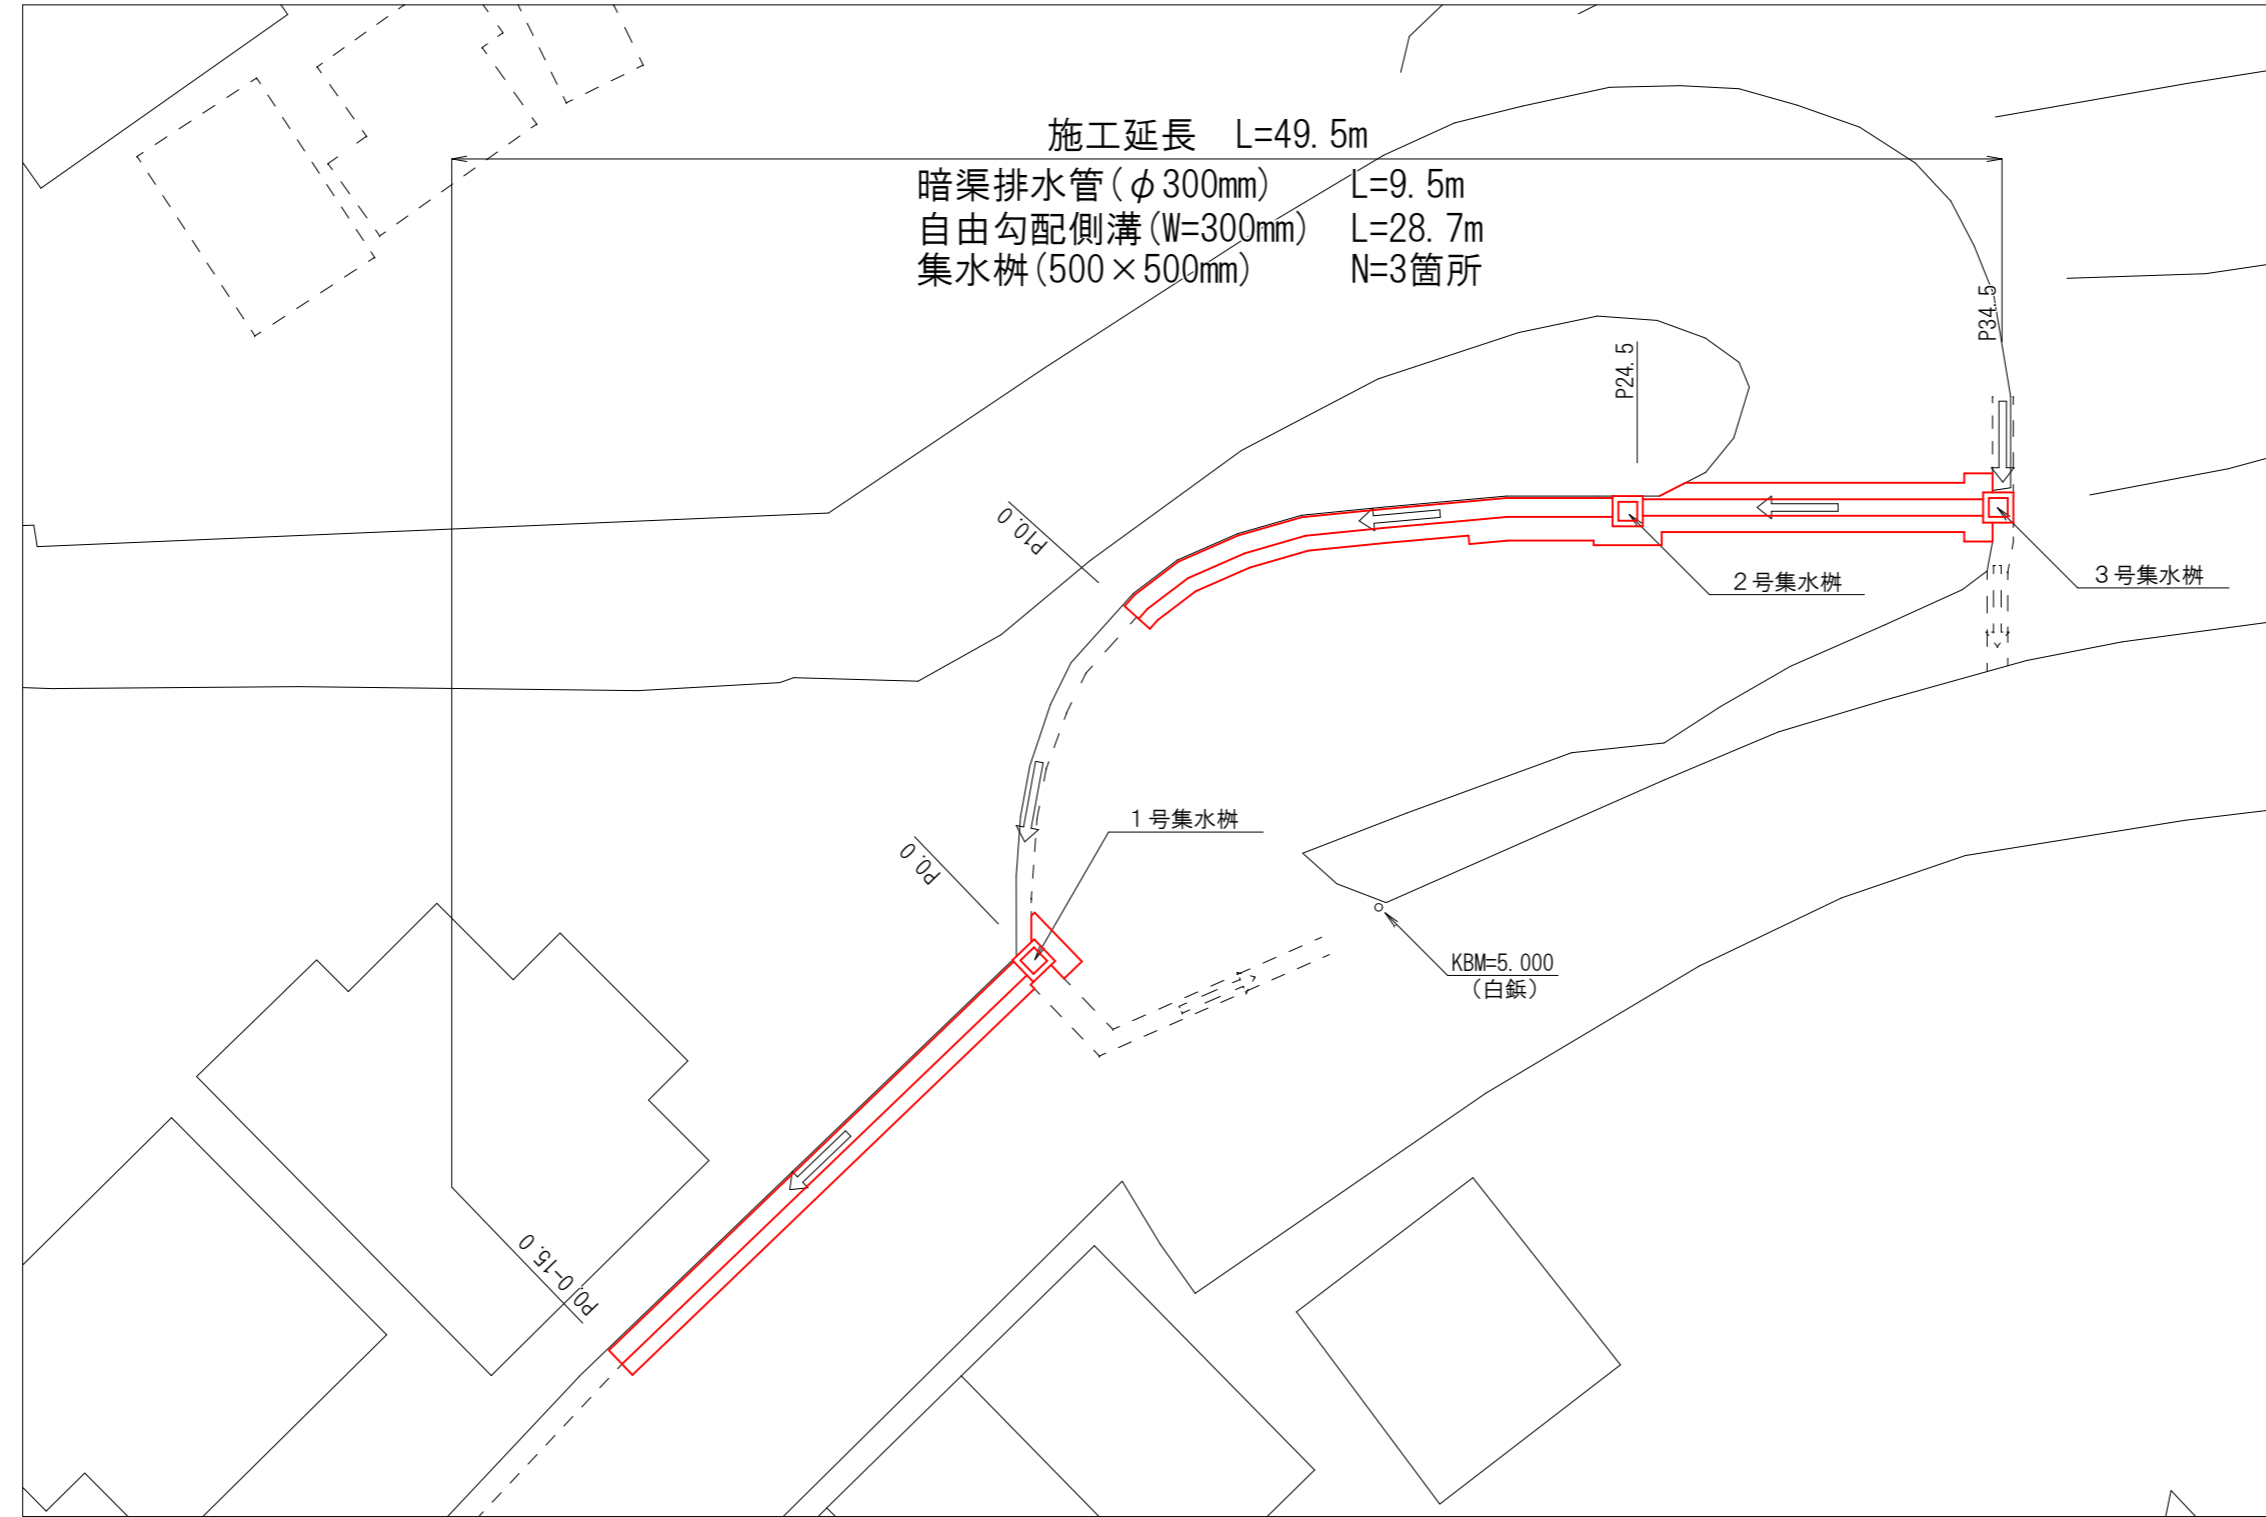 施工延長 L=49.5m
暗渠排水管(φ300mm) L=9.5m
自由勾配側溝(W=300mm) L=28.7m
集水桝(500×500mm) N=3箇所
P34.5
P24.5
P10.0
2号集水桝
3号集水桝
1号集水桝
P0.0
KBM=5.000
(白鋲)
P0.0-15.0